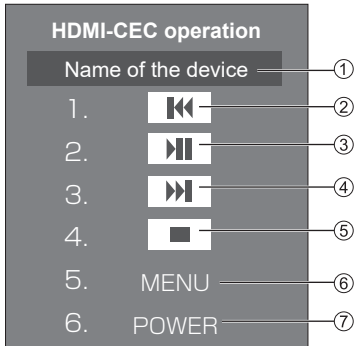 HDMI-CEC operation
Name of the device ①
1. ②
2. ③
3. ④
4. ⑤
5. MENU ⑥
6. POWER ⑦